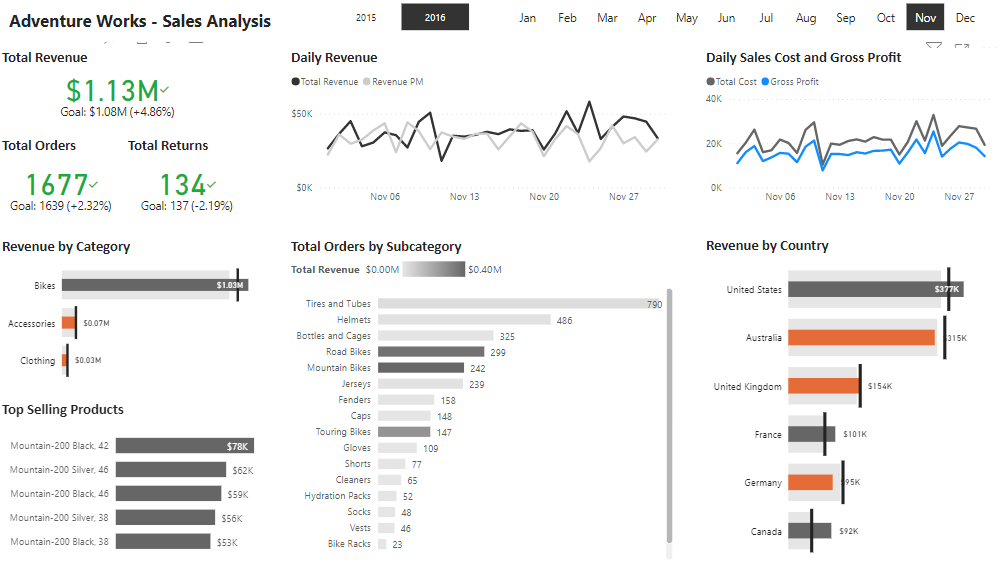 Adventure Works - Sales Analysis
2015 2016 Jan Feb Mar Apr May Jun Jul Aug Sep Oct Nov Dec
Total Revenue
$1.13M
Goal: $1.08M (+4.86%)
Total Orders
1677
Goal: 1639 (+2.32%)
Total Returns
134
Goal: 137 (-2.19%)
Daily Revenue
Total Revenue Revenue PM
$50K
$0K
Nov 06 Nov 13 Nov 20 Nov 27
Daily Sales Cost and Gross Profit
Total Cost Gross Profit
40K
20K
0K
Nov 06 Nov 13 Nov 20 Nov 27
Revenue by Category
Bikes $1.03M
Accessories $0.07M
Clothing $0.03M
Top Selling Products
Mountain-200 Black, 42 $78K
Mountain-200 Silver, 46 $62K
Mountain-200 Black, 46 $59K
Mountain-200 Silver, 38 $56K
Mountain-200 Black, 38 $53K
Total Orders by Subcategory
Total Revenue $0.00M $0.40M
Tires and Tubes 790
Helmets 486
Bottles and Cages 325
Road Bikes 299
Mountain Bikes 242
Jerseys 239
Fenders 158
Caps 148
Touring Bikes 147
Gloves 109
Shorts 77
Cleaners 65
Hydration Packs 52
Socks 48
Vests 46
Bike Racks 23
Revenue by Country
United States $377K
Australia $315K
United Kingdom $154K
France $101K
Germany $95K
Canada $92K